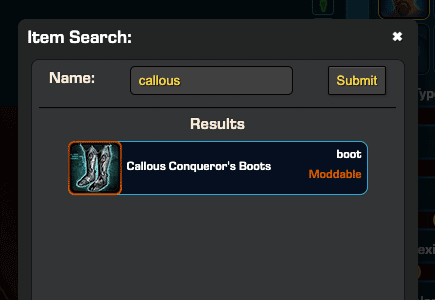 Item Search:
✖
Name:
callous
Submit
Results
Callous Conqueror's Boots
boot
Moddable